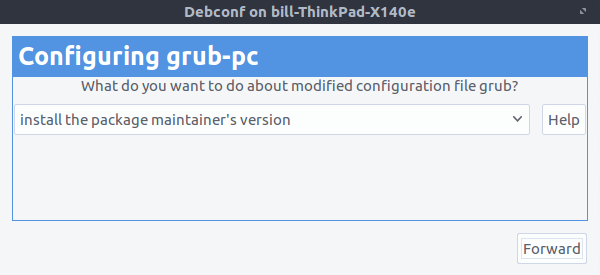 Debconf on bill-ThinkPad-X140e
Configuring grub-pc
What do you want to do about modified configuration file grub?
install the package maintainer's version
Help
Forward